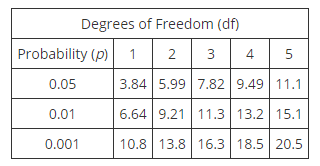 Degrees of Freedom (df)
Probability (p) 1 2 3 4 5
0.05 3.84 5.99 7.82 9.49 11.1
0.01 6.64 9.21 11.3 13.2 15.1
0.001 10.8 13.8 16.3 18.5 20.5